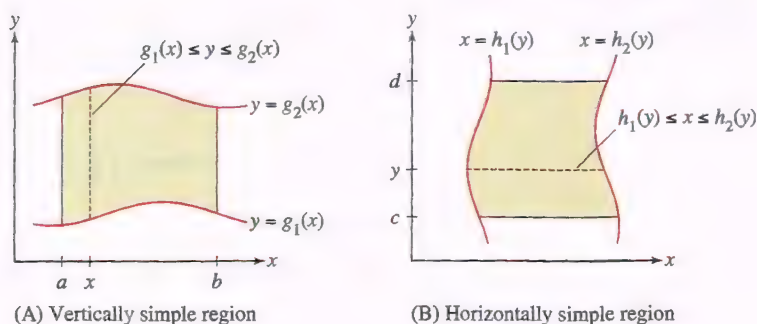 y
g₁(x) ≤ y ≤ g₂(x)
y = g₂(x)
y = g₁(x)
x
a
x
b
(A) Vertically simple region
y
x = h₁(y)
x = h₂(y)
d
h₁(y) ≤ x ≤ h₂(y)
y
c
x
(B) Horizontally simple region